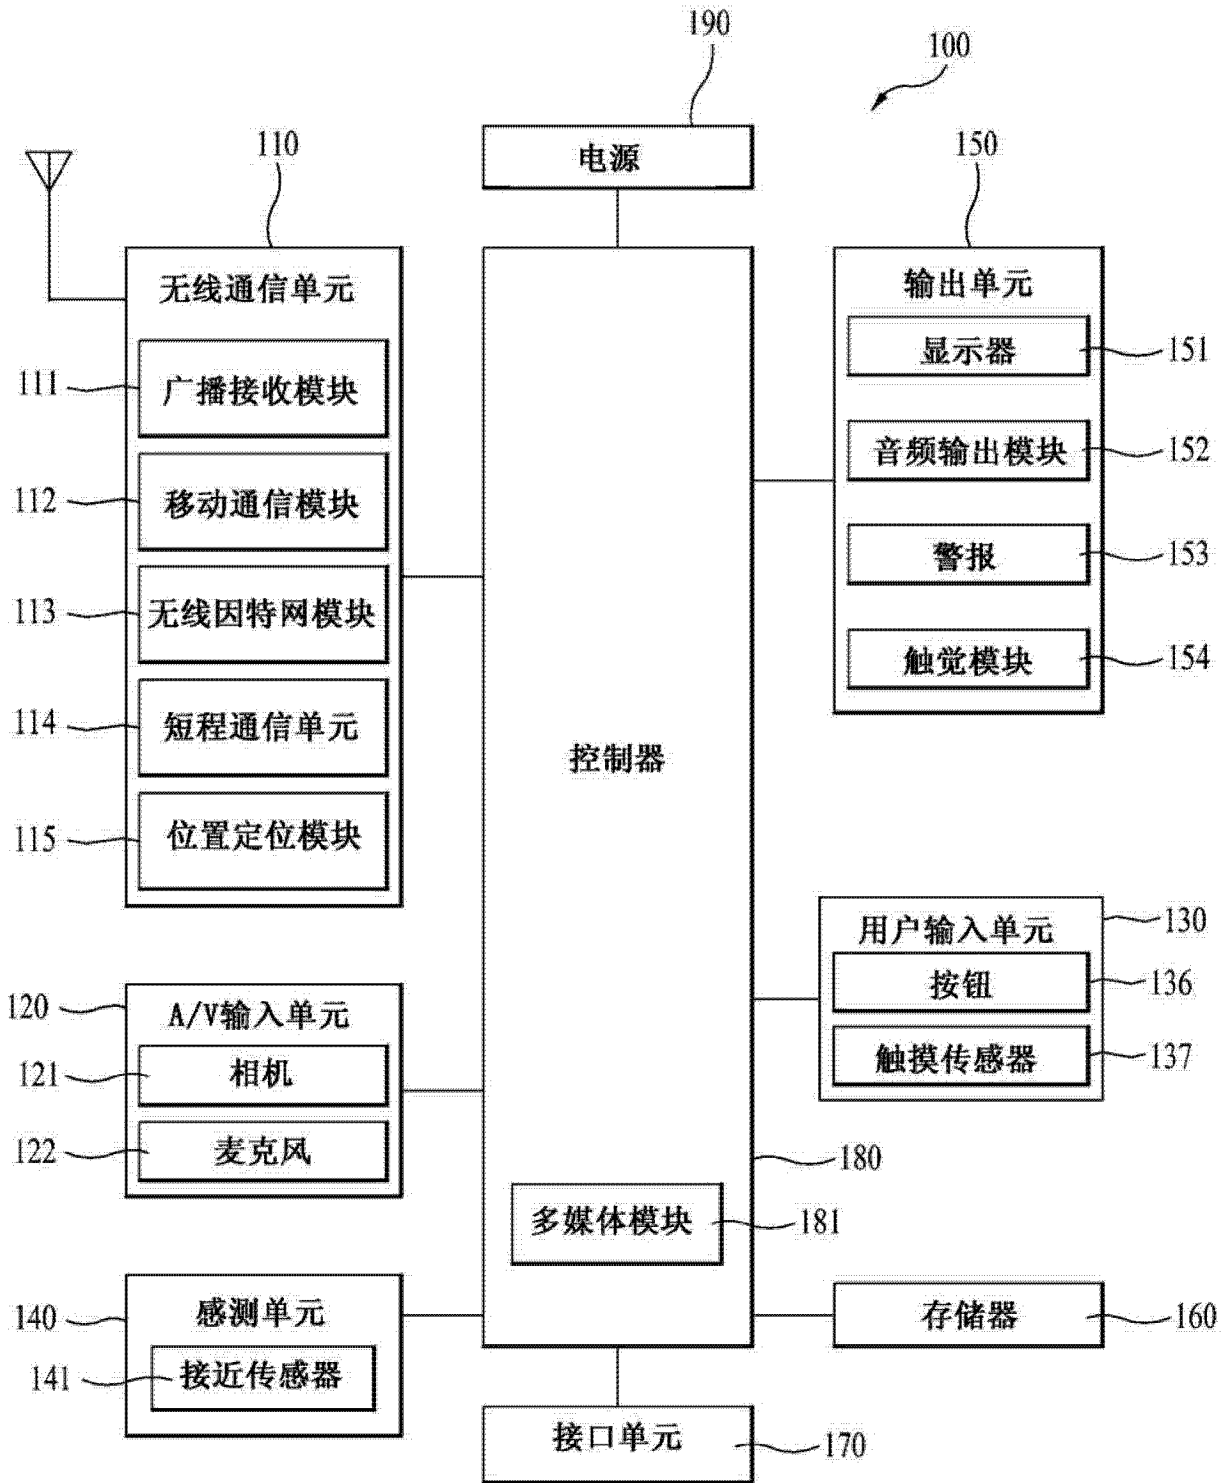 190
100
电源
110
无线通信单元
111
广播接收模块
112
移动通信模块
113
无线因特网模块
114
短程通信单元
115
位置定位模块
120
A/V输入单元
121
相机
122
麦克风
140
感测单元
141
接近传感器
控制器
180
多媒体模块
181
接口单元
170
150
输出单元
显示器
151
音频输出模块
152
警报
153
触觉模块
154
用户输入单元
130
按钮
136
触摸传感器
137
存储器
160